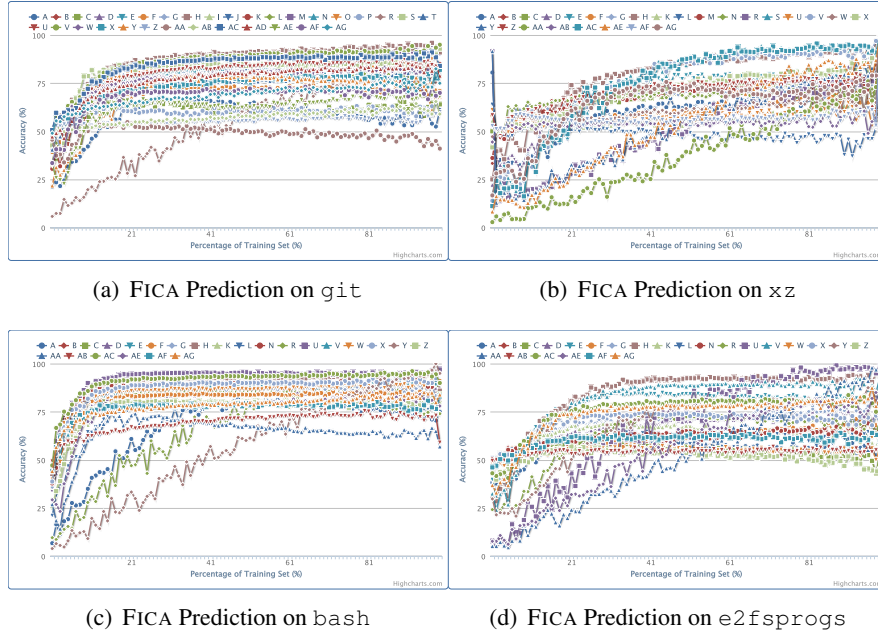 A B C D E F G H I J K L M N O P R S T
U V W X Y Z AA AB AC AD AE AF AG
100
75
50
25
0
Accuracy (%)
21 41 61 81
Percentage of Training Set (%)
Highcharts.com
(a) FICA Prediction on git
A B C D E F G H K L M N R S U V W X
Y Z AA AB AC AE AF AG
100
75
50
25
0
Accuracy (%)
21 41 61 81
Percentage of Training Set (%)
Highcharts.com
(b) FICA Prediction on xz
A B C D E F G H K L N R U V W X Y Z
AA AB AC AE AF AG
100
75
50
25
0
Accuracy (%)
21 41 61 81
Percentage of Training Set (%)
Highcharts.com
(c) FICA Prediction on bash
A B C D E F G H K L N R U V W X Y Z
AA AB AC AE AF AG
100
75
50
25
0
Accuracy (%)
21 41 61 81
Percentage of Training Set (%)
Highcharts.com
(d) FICA Prediction on e2fsprogs